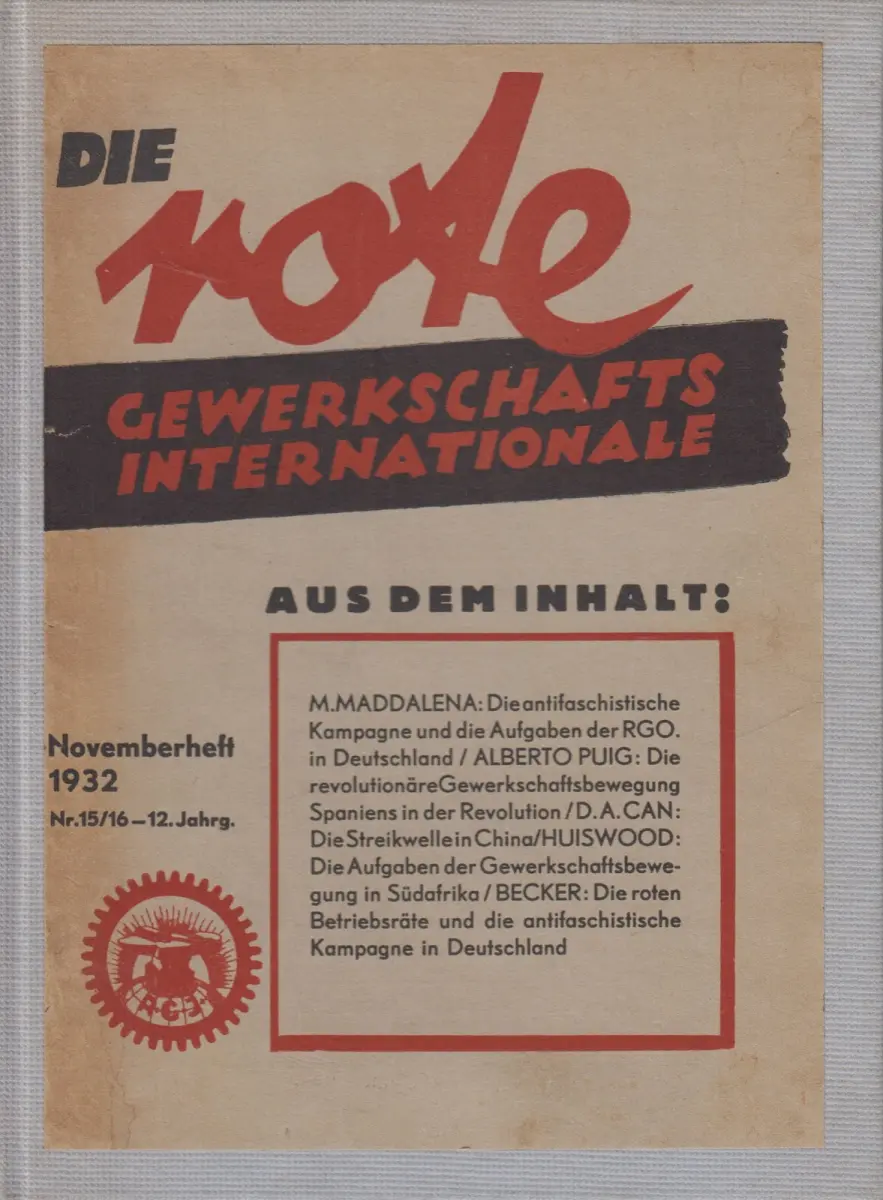 DIE
rote
GEWERKSCHAFTS
INTERNATIONALE
AUS DEM INHALT:
M.MADDALENA: Die antifaschistische
Kampagne und die Aufgaben der RGO.
in Deutschland / ALBERTO PUIG: Die
revolutionäre Gewerkschaftsbewegung
Spaniens in der Revolution / D.A.CAN:
Die Streikwelle in China/HUISWOOD:
Die Aufgaben der Gewerkschaftsbewe-
gung in Südafrika / BECKER: Die roten
Betriebsräte und die antifaschistische
Kampagne in Deutschland
Novemberheft
1932
Nr.15/16—12.Jahrg.
R·G·J·